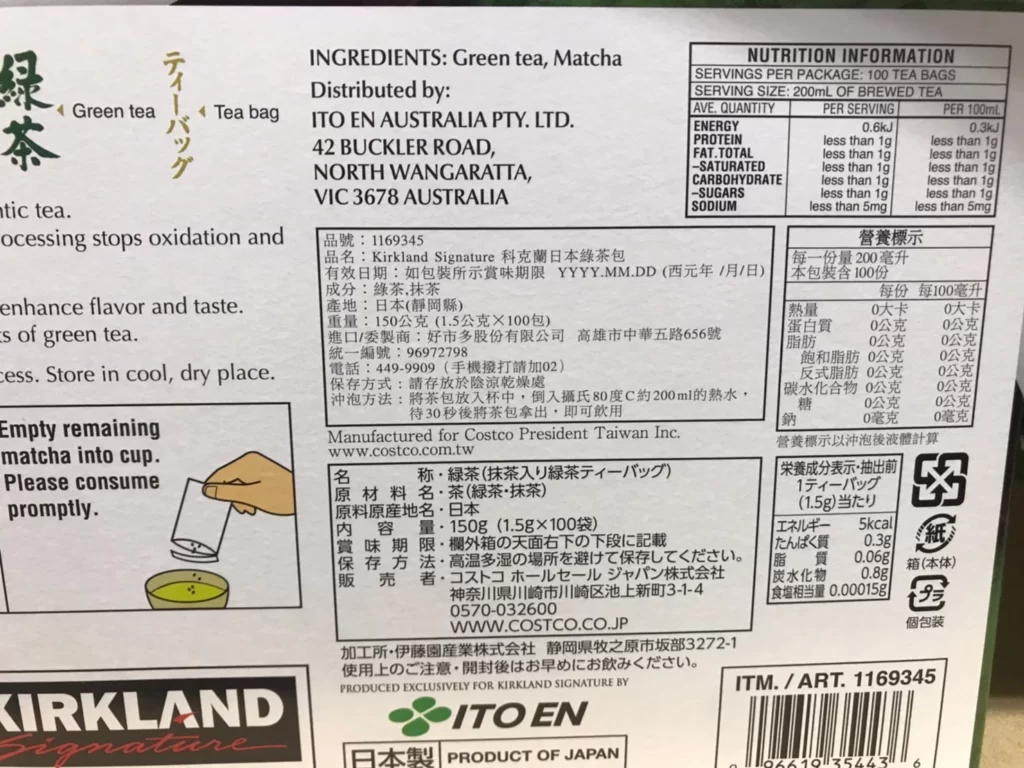 緑茶
Green tea
ティーバッグ
Tea bag
tic tea.
ocessing stops oxidation and
enhance flavor and taste.
s of green tea.
cess. Store in cool, dry place.
Empty remaining
matcha into cup.
Please consume
promptly.
KIRKLAND
Signature
INGREDIENTS: Green tea, Matcha
Distributed by:
ITO EN AUSTRALIA PTY. LTD.
42 BUCKLER ROAD,
NORTH WANGARATTA,
VIC 3678 AUSTRALIA
NUTRITION INFORMATION
SERVINGS PER PACKAGE: 100 TEA BAGS
SERVING SIZE: 200mL OF BREWED TEA
AVE. QUANTITY PER SERVING PER 100mL
ENERGY 0.6kJ 0.3kJ
PROTEIN less than 1g less than 1g
FAT.TOTAL less than 1g less than 1g
–SATURATED less than 1g less than 1g
CARBOHYDRATE less than 1g less than 1g
–SUGARS less than 1g less than 1g
SODIUM less than 5mg less than 5mg
品號：1169345
品名：Kirkland Signature 科克蘭日本綠茶包
有效日期：如包裝所示賞味期限 YYYY.MM.DD (西元年 /月/日)
成分：綠茶,抹茶
產地：日本(靜岡縣)
重量：150公克 (1.5公克×100包)
進口/委製商：好市多股份有限公司 高雄市中華五路656號
統一編號：96972798
電話：449-9909（手機撥打請加02）
保存方式：請存放於陰涼乾燥處
沖泡方法：將茶包放入杯中，倒入攝氏80度C約200ml的熱水，
待30秒後將茶包拿出，即可飲用
Manufactured for Costco President Taiwan Inc.
www.costco.com.tw
營養標示
每一份量 200 毫升
本包裝含 100份
每份 每100毫升
熱量 0大卡 0大卡
蛋白質 0公克 0公克
脂肪 0公克 0公克
飽和脂肪 0公克 0公克
反式脂肪 0公克 0公克
碳水化合物 0公克 0公克
糖 0公克 0公克
鈉 0毫克 0毫克
營養標示以沖泡後液體計算
名称・緑茶(抹茶入り緑茶ティーバッグ)
原材料名・茶(緑茶・抹茶)
原料原産地名・日本
内容量・150g (1.5g×100袋)
賞味期限・欄外箱の天面右下の下段に記載
保存方法・高温多湿の場所を避けて保存してください。
販売者・コストコ ホールセール ジャパン株式会社
神奈川県川崎市川崎区池上新町3-1-4
0570-032600
WWW.COSTCO.CO.JP
栄養成分表示・抽出前
1ティーバッグ
(1.5g)当たり
エネルギー 5kcal
たんぱく質 0.3g
脂質 0.06g
炭水化物 0.8g
食塩相当量 0.00015g
紙
箱(本体)
プラ
個包装
加工所・伊藤園産業株式会社 静岡県牧之原市坂部3272-1
使用上のご注意・開封後はお早めにお飲みください。
PRODUCED EXCLUSIVELY FOR KIRKLAND SIGNATURE BY
ITO EN
日本製 PRODUCT OF JAPAN
ITM. / ART. 1169345
96619 35443 6